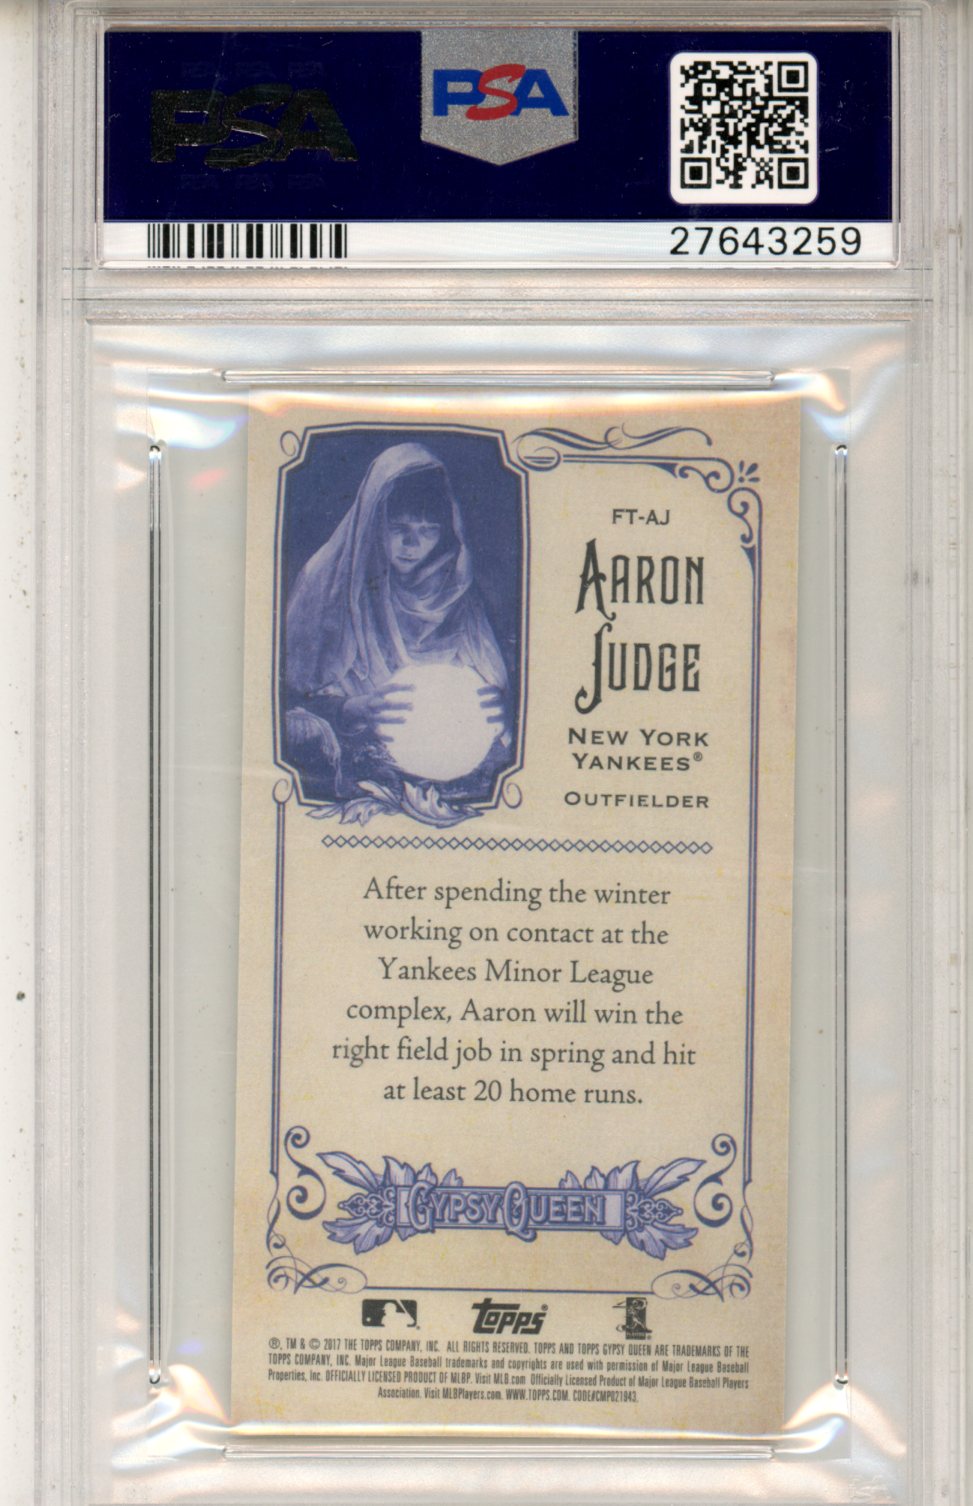 PSA
PSA
27643259
FT-AJ
AARON
JUDGE
NEW YORK
YANKEES®
OUTFIELDER
After spending the winter
working on contact at the
Yankees Minor League
complex, Aaron will win the
right field job in spring and hit
at least 20 home runs.
GYPSY QUEEN
Topps®
®, TM & © 2017 THE TOPPS COMPANY, INC. ALL RIGHTS RESERVED. TOPPS AND TOPPS GYPSY QUEEN ARE TRADEMARKS OF THE
TOPPS COMPANY, INC. Major League Baseball trademarks and copyrights are used with permission of Major League Baseball
Properties, Inc. OFFICIALLY LICENSED PRODUCT OF MLBP. Visit MLB.com Officially Licensed Product of Major League Baseball Players
Association. Visit MLBPlayers.com. WWW.TOPPS.COM. CODE#CMP021943.